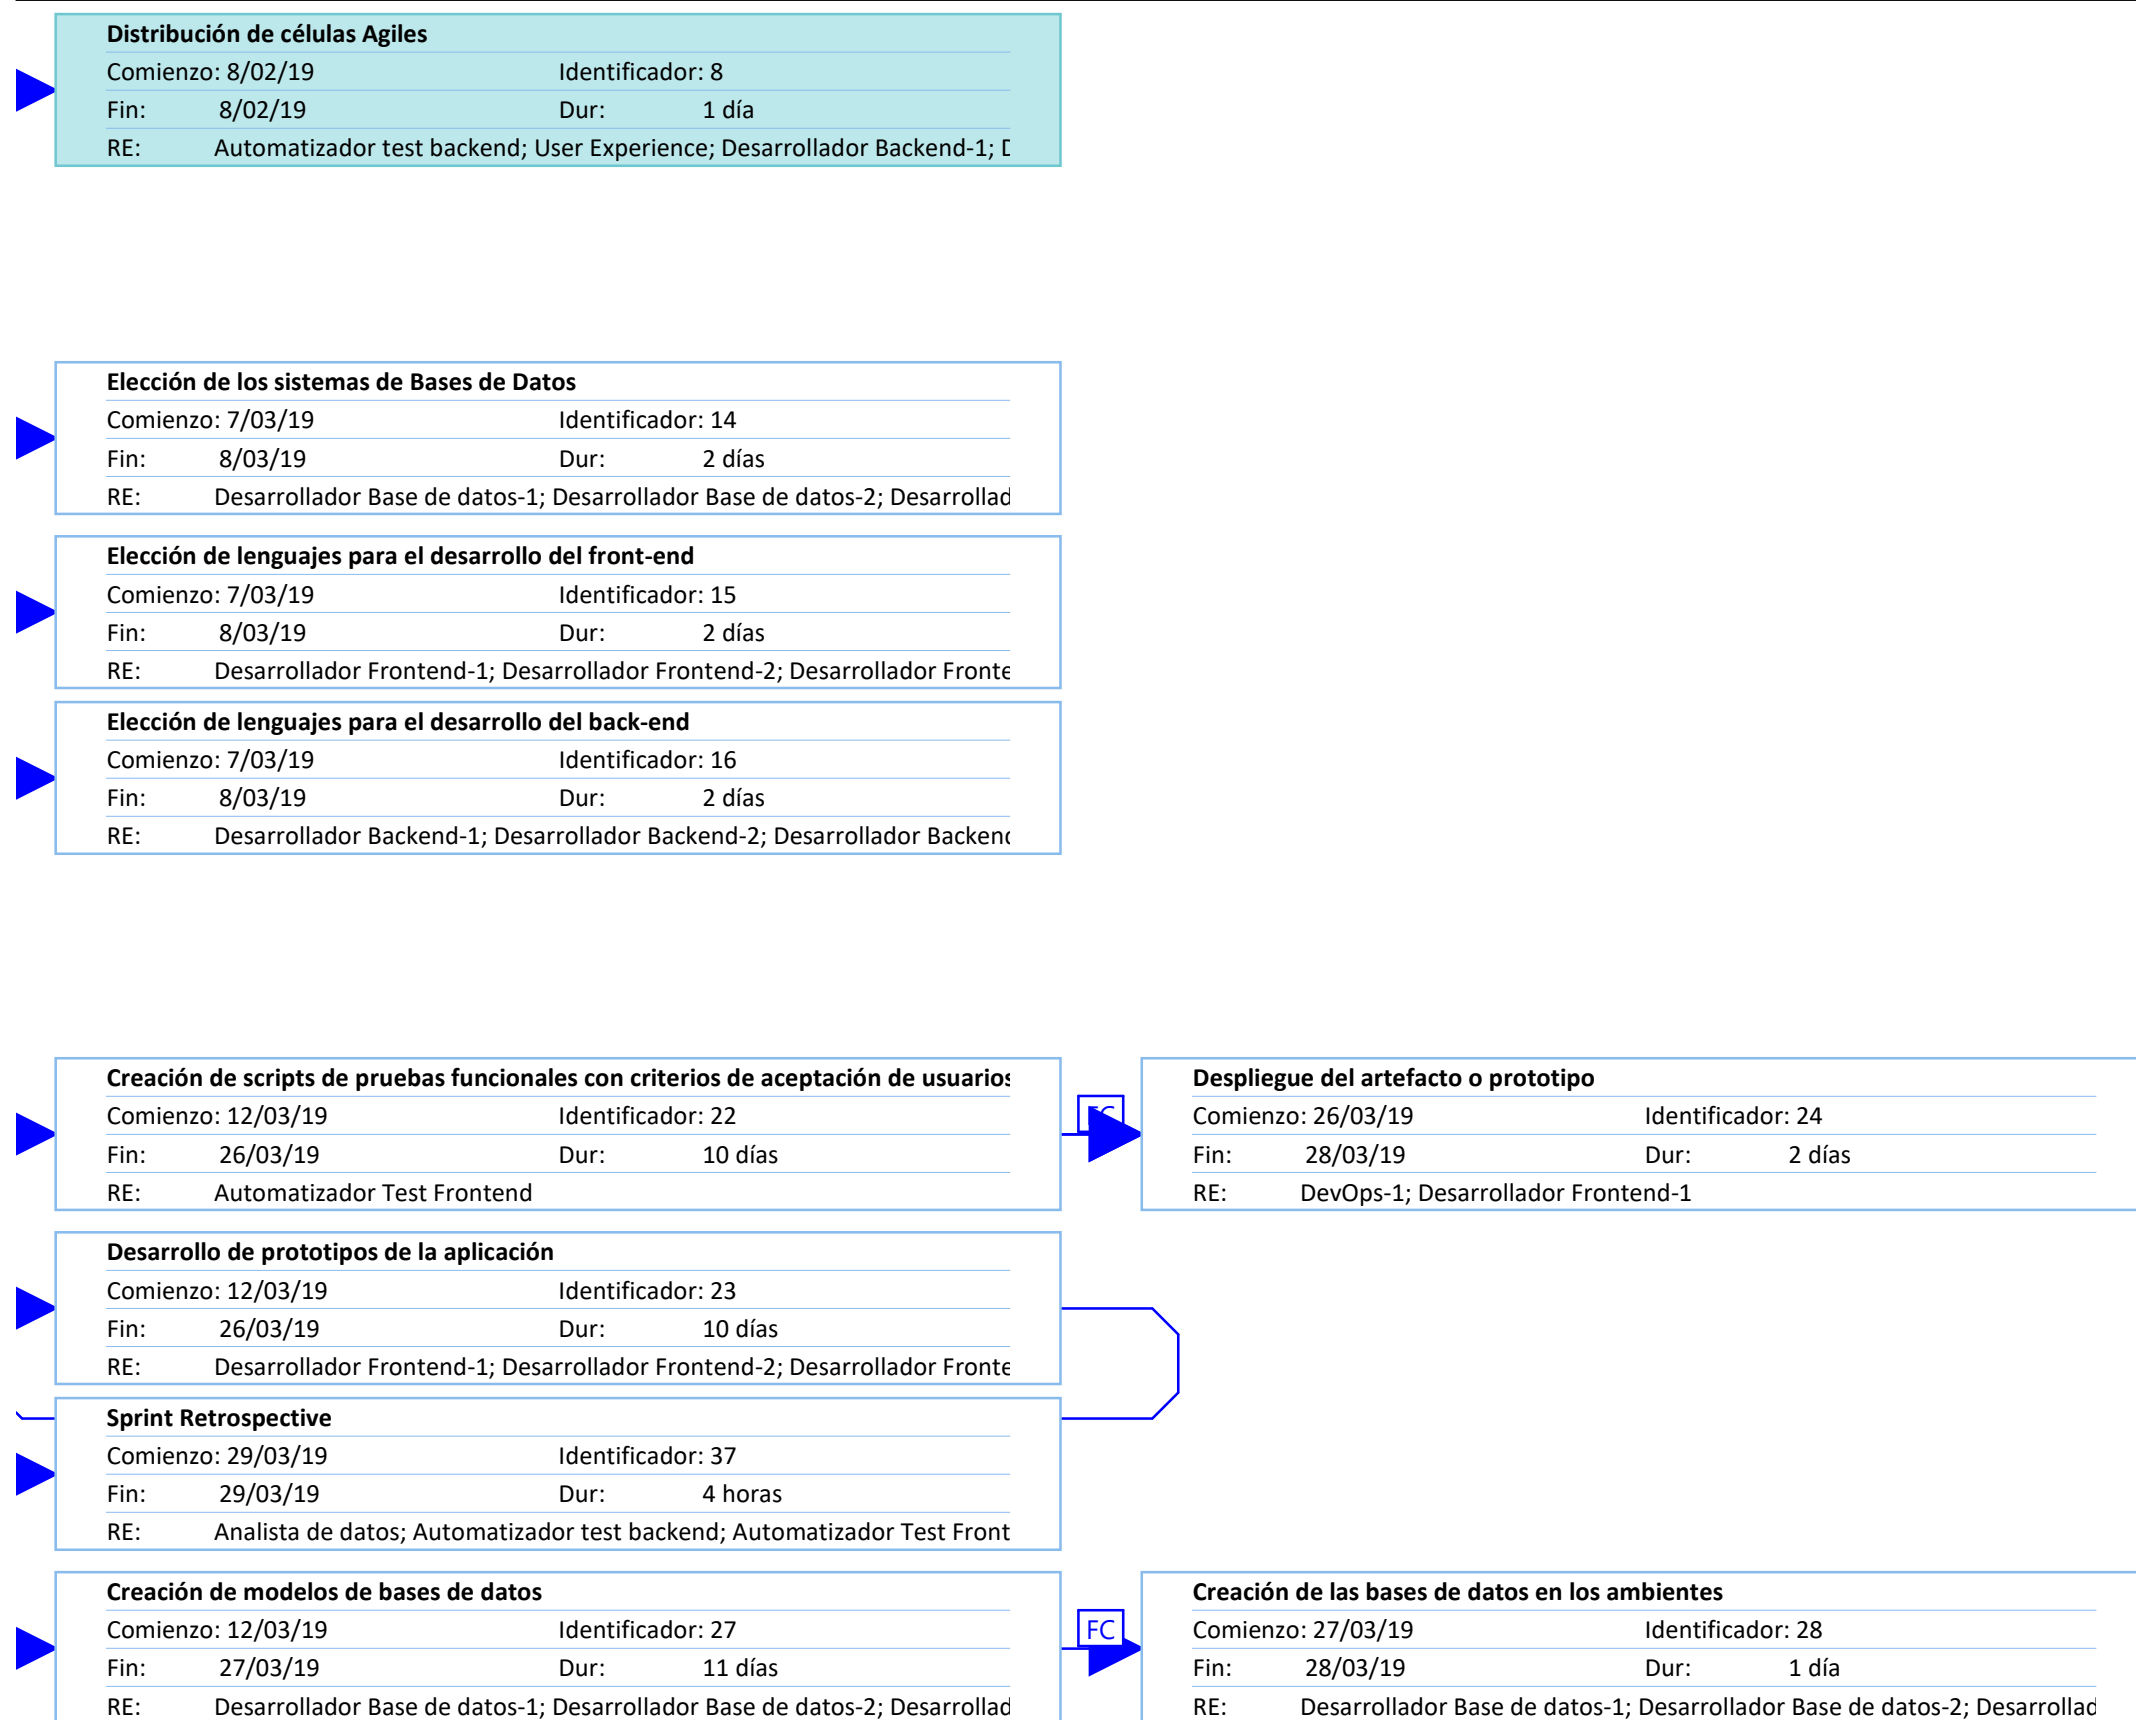 Distribución de células Agiles
Comienzo: 8/02/19 Identificador: 8
Fin: 8/02/19 Dur: 1 día
RE: Automatizador test backend; User Experience; Desarrollador Backend-1;
Elección de los sistemas de Bases de Datos
Comienzo: 7/03/19 Identificador: 14
Fin: 8/03/19 Dur: 2 días
RE: Desarrollador Base de datos-1; Desarrollador Base de datos-2; Desarrollad
Elección de lenguajes para el desarrollo del front-end
Comienzo: 7/03/19 Identificador: 15
Fin: 8/03/19 Dur: 2 días
RE: Desarrollador Frontend-1; Desarrollador Frontend-2; Desarrollador Fronte
Elección de lenguajes para el desarrollo del back-end
Comienzo: 7/03/19 Identificador: 16
Fin: 8/03/19 Dur: 2 días
RE: Desarrollador Backend-1; Desarrollador Backend-2; Desarrollador Backend
Creación de scripts de pruebas funcionales con criterios de aceptación de usuarios
Comienzo: 12/03/19 Identificador: 22
Fin: 26/03/19 Dur: 10 días
RE: Automatizador Test Frontend
FC
Despliegue del artefacto o prototipo
Comienzo: 26/03/19 Identificador: 24
Fin: 28/03/19 Dur: 2 días
RE: DevOps-1; Desarrollador Frontend-1
Desarrollo de prototipos de la aplicación
Comienzo: 12/03/19 Identificador: 23
Fin: 26/03/19 Dur: 10 días
RE: Desarrollador Frontend-1; Desarrollador Frontend-2; Desarrollador Fronte
Sprint Retrospective
Comienzo: 29/03/19 Identificador: 37
Fin: 29/03/19 Dur: 4 horas
RE: Analista de datos; Automatizador test backend; Automatizador Test Front
Creación de modelos de bases de datos
Comienzo: 12/03/19 Identificador: 27
Fin: 27/03/19 Dur: 11 días
RE: Desarrollador Base de datos-1; Desarrollador Base de datos-2; Desarrollad
FC
Creación de las bases de datos en los ambientes
Comienzo: 27/03/19 Identificador: 28
Fin: 28/03/19 Dur: 1 día
RE: Desarrollador Base de datos-1; Desarrollador Base de datos-2; Desarrollad